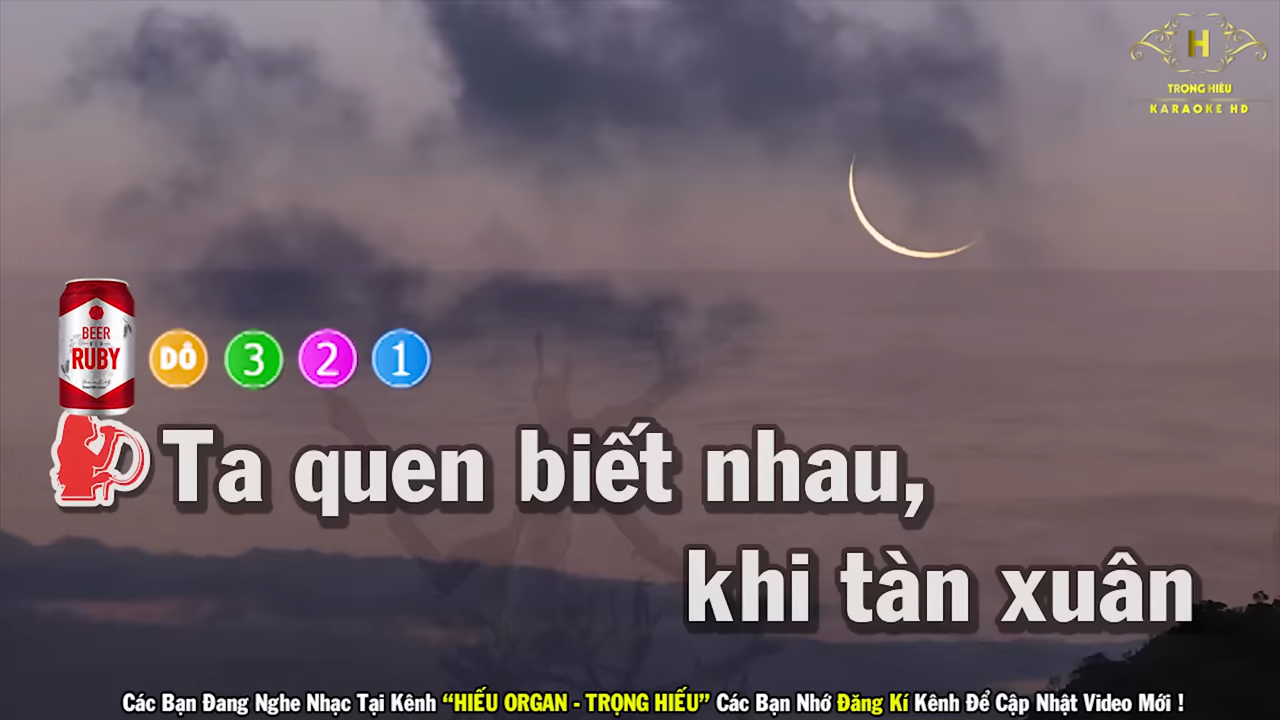 H
TRỌNG HIẾU
KARAOKE HD
BEER
RUBY
DÔ 3 2 1
Ta quen biết nhau,
khi tàn xuân
Các Bạn Đang Nghe Nhạc Tại Kênh “HIẾU ORGAN - TRỌNG HIẾU” Các Bạn Nhớ Đăng Kí Kênh Để Cập Nhật Video Mới !